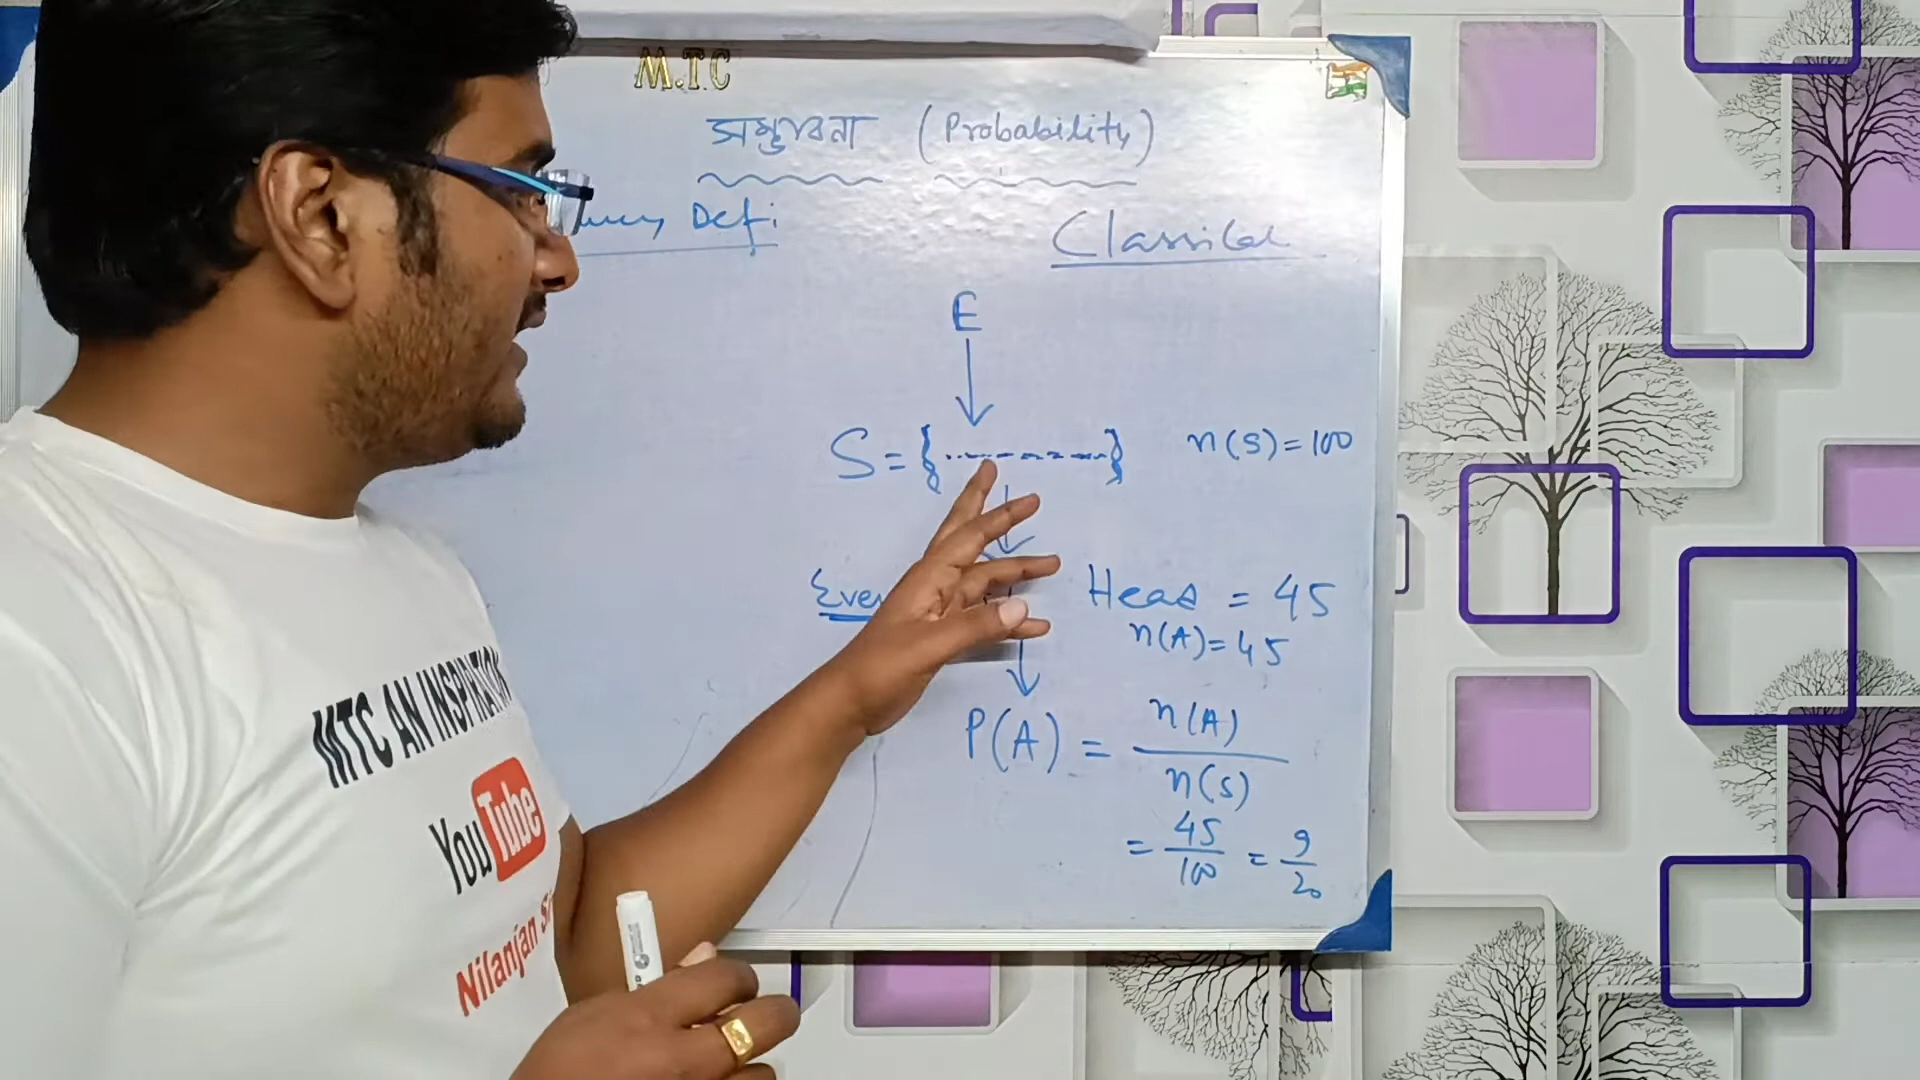 M.T.C
সম্ভাবনা (Probability)
Defi
Classical
E
S = {..------} n(S) = 100
Head = 45
n(A) = 45
P(A) = n(A) / n(S)
= 45/100 = 9/20
MTC AN INSPIRATION
YouTube
Nilanjan